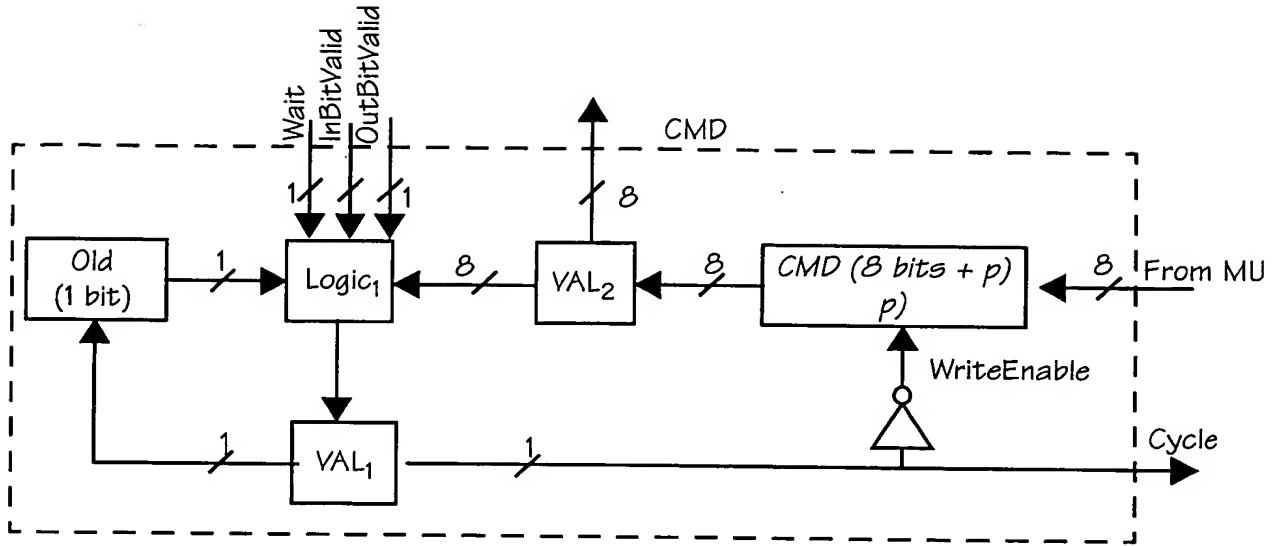 Wait
InBitValid
OutBitValid
CMD
1
1
8
Old
(1 bit)
1
Logic₁
8
VAL₂
8
CMD (8 bits + p)
p)
8
From MU
WriteEnable
1
VAL₁
1
Cycle